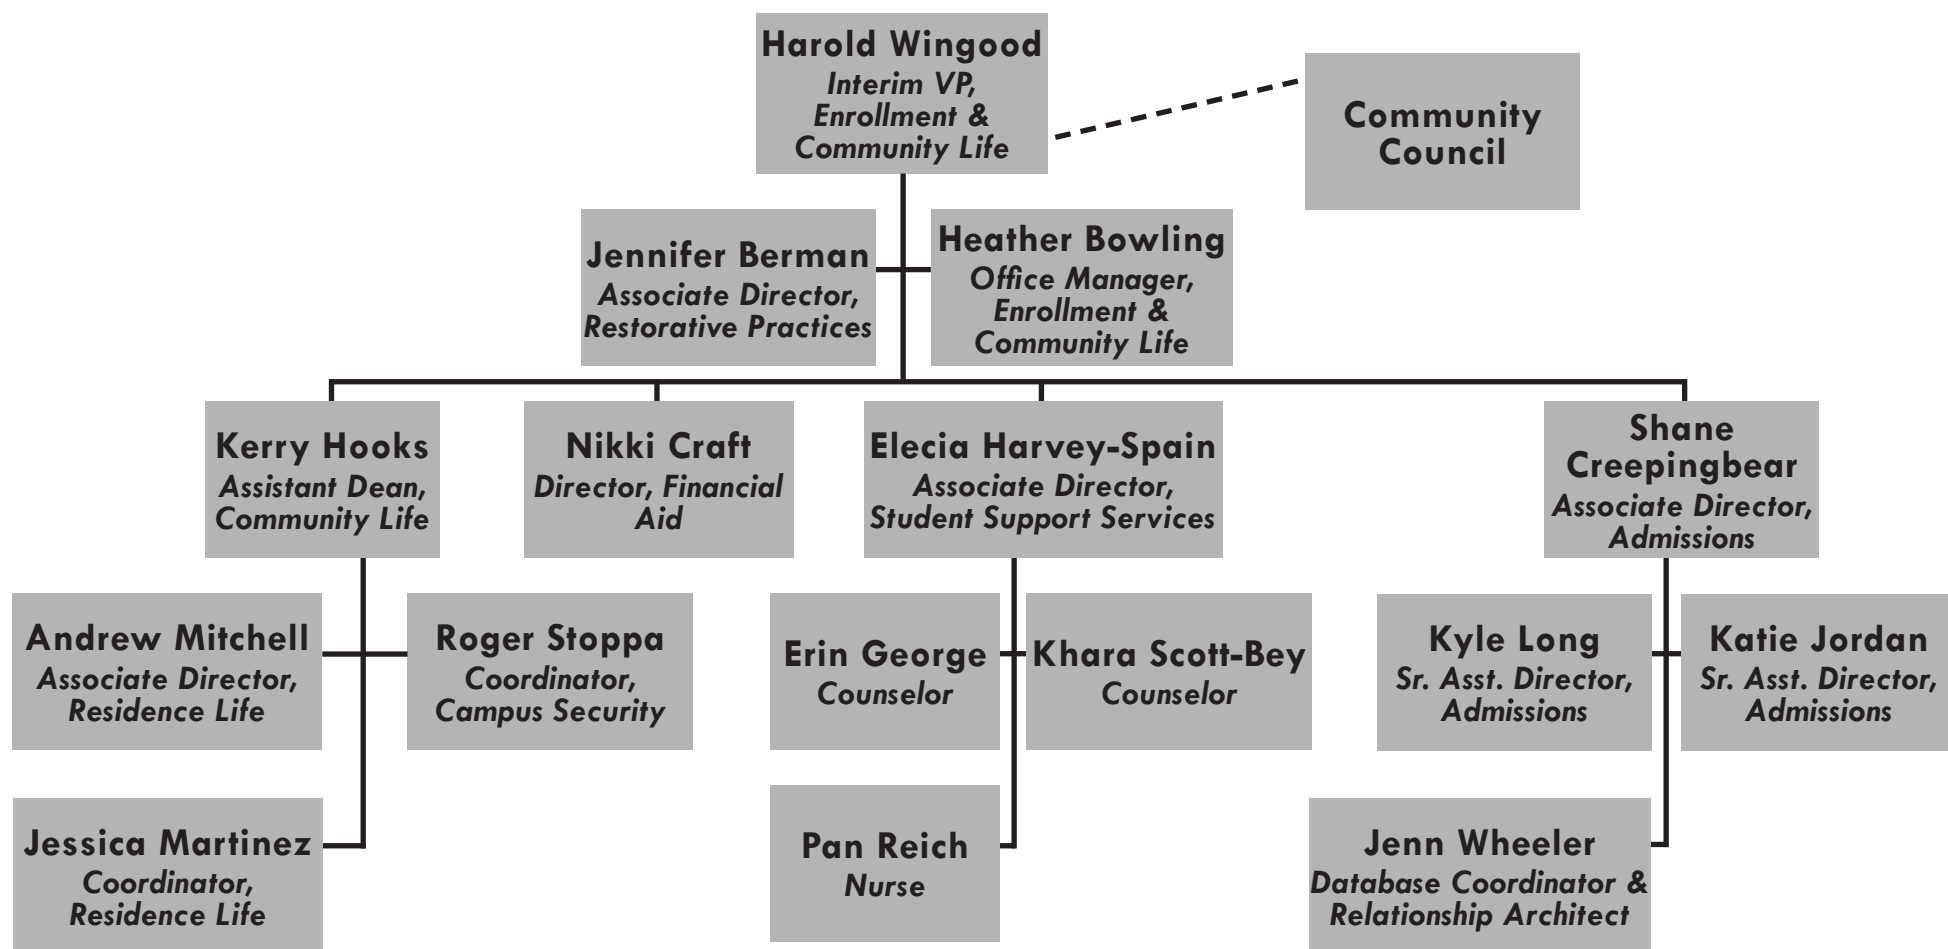 Harold Wingood
Interim VP,
Enrollment &
Community Life
Community
Council
Jennifer Berman
Associate Director,
Restorative Practices
Heather Bowling
Office Manager,
Enrollment &
Community Life
Kerry Hooks
Assistant Dean,
Community Life
Nikki Craft
Director, Financial
Aid
Elecia Harvey-Spain
Associate Director,
Student Support Services
Shane
Creepingbear
Associate Director,
Admissions
Andrew Mitchell
Associate Director,
Residence Life
Roger Stoppa
Coordinator,
Campus Security
Erin George
Counselor
Khara Scott-Bey
Counselor
Kyle Long
Sr. Asst. Director,
Admissions
Katie Jordan
Sr. Asst. Director,
Admissions
Jessica Martinez
Coordinator,
Residence Life
Pan Reich
Nurse
Jenn Wheeler
Database Coordinator &
Relationship Architect